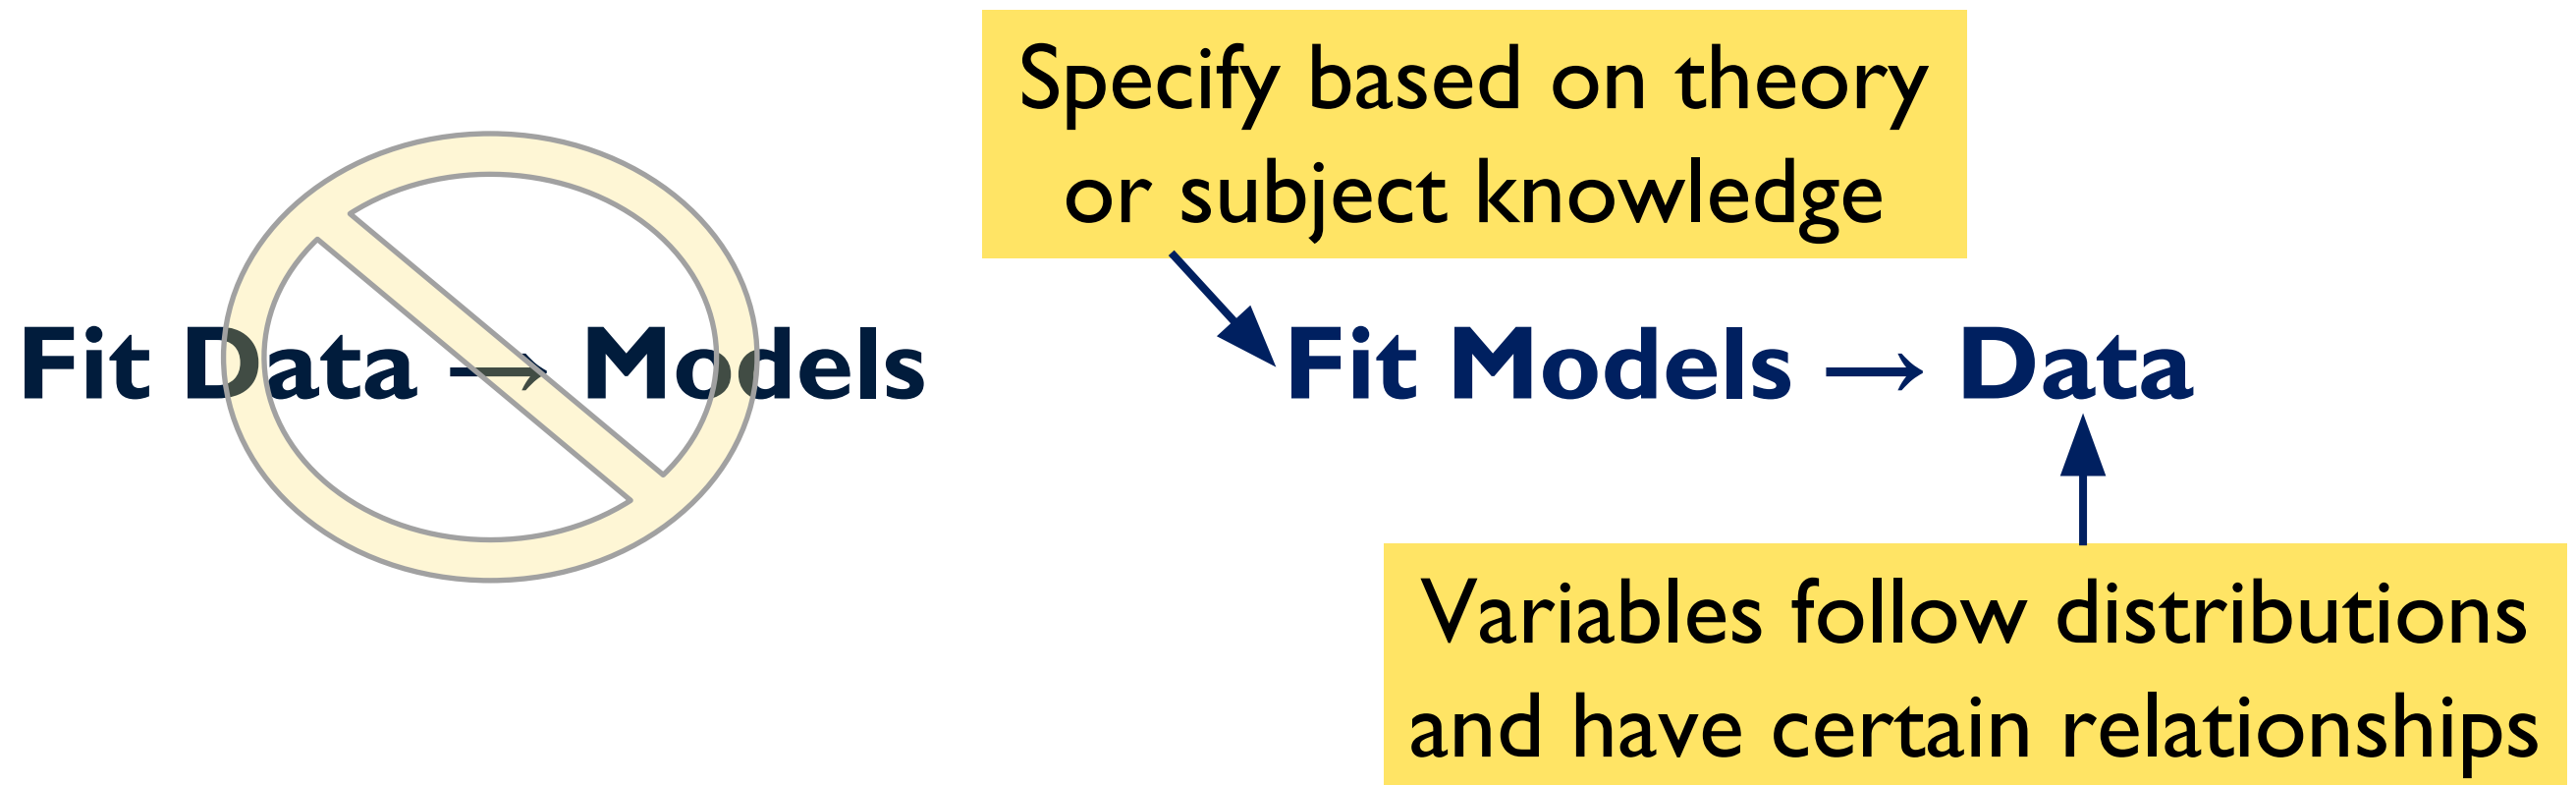 Specify based on theory
or subject knowledge
Fit Data → Models
Fit Models → Data
Variables follow distributions
and have certain relationships